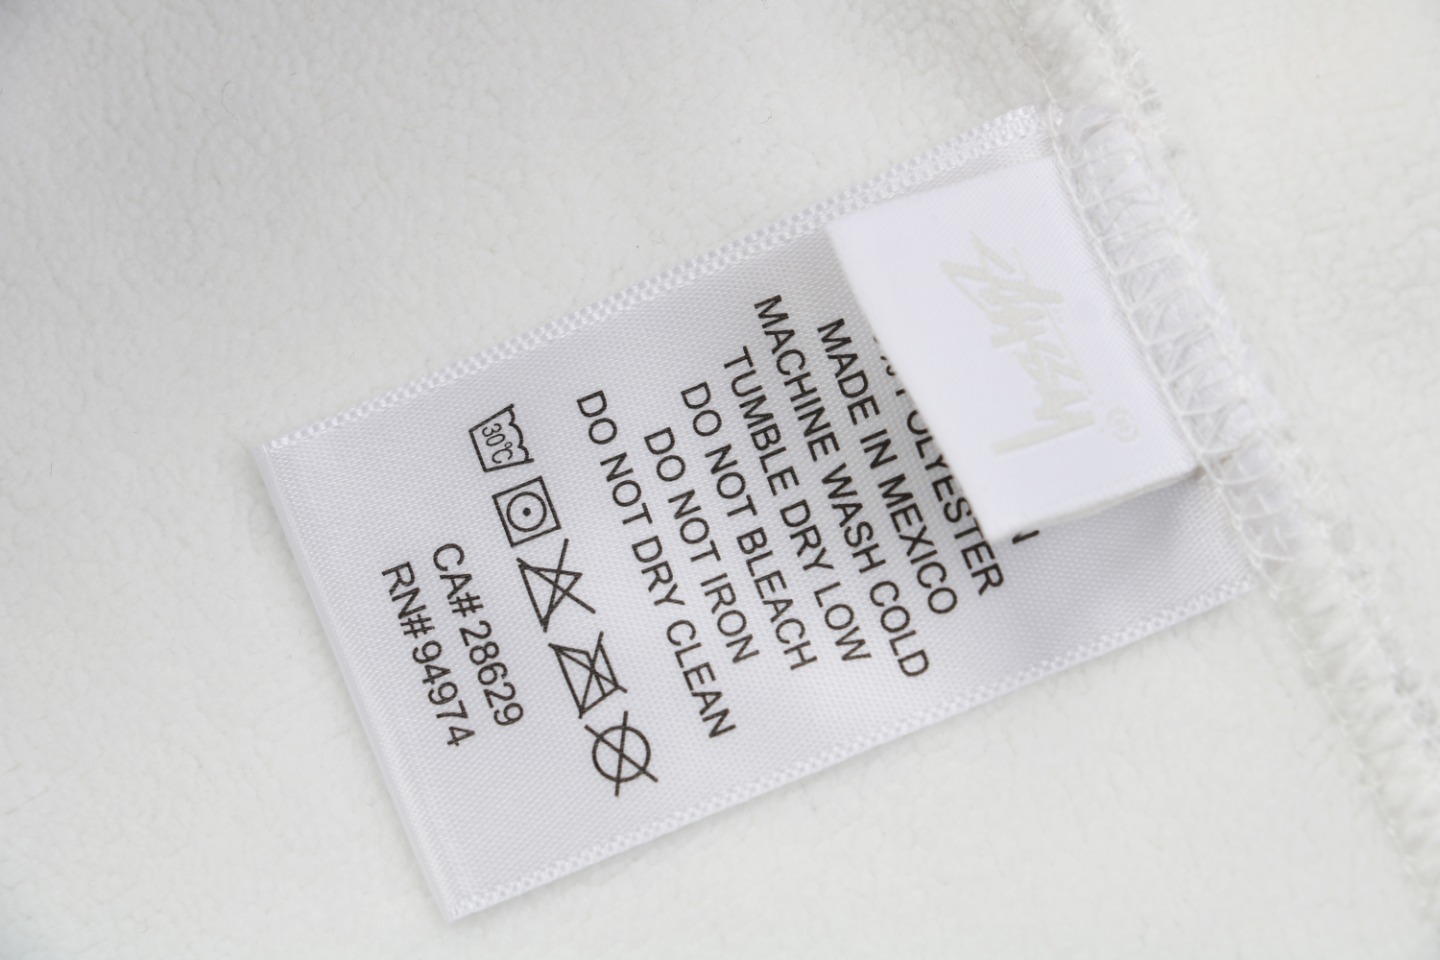 Stüssy
®
POLYESTER
MADE IN MEXICO
MACHINE WASH COLD
TUMBLE DRY LOW
DO NOT BLEACH
DO NOT IRON
DO NOT DRY CLEAN
30°C
CA# 28629
RN# 94974